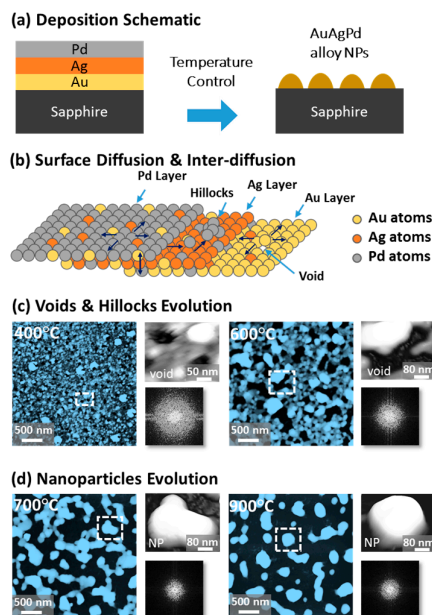 (a) Deposition Schematic
Pd
Ag
Au
Sapphire
Temperature
Control
AuAgPd
alloy NPs
Sapphire
(b) Surface Diffusion & Inter-diffusion
Pd Layer
Hillocks
Ag Layer
Au Layer
Au atoms
Ag atoms
Pd atoms
Void
(c) Voids & Hillocks Evolution
400°C
500 nm
void
50 nm
600°C
500 nm
void
80 nm
(d) Nanoparticles Evolution
700°C
500 nm
NP
80 nm
900°C
500 nm
NP
80 nm